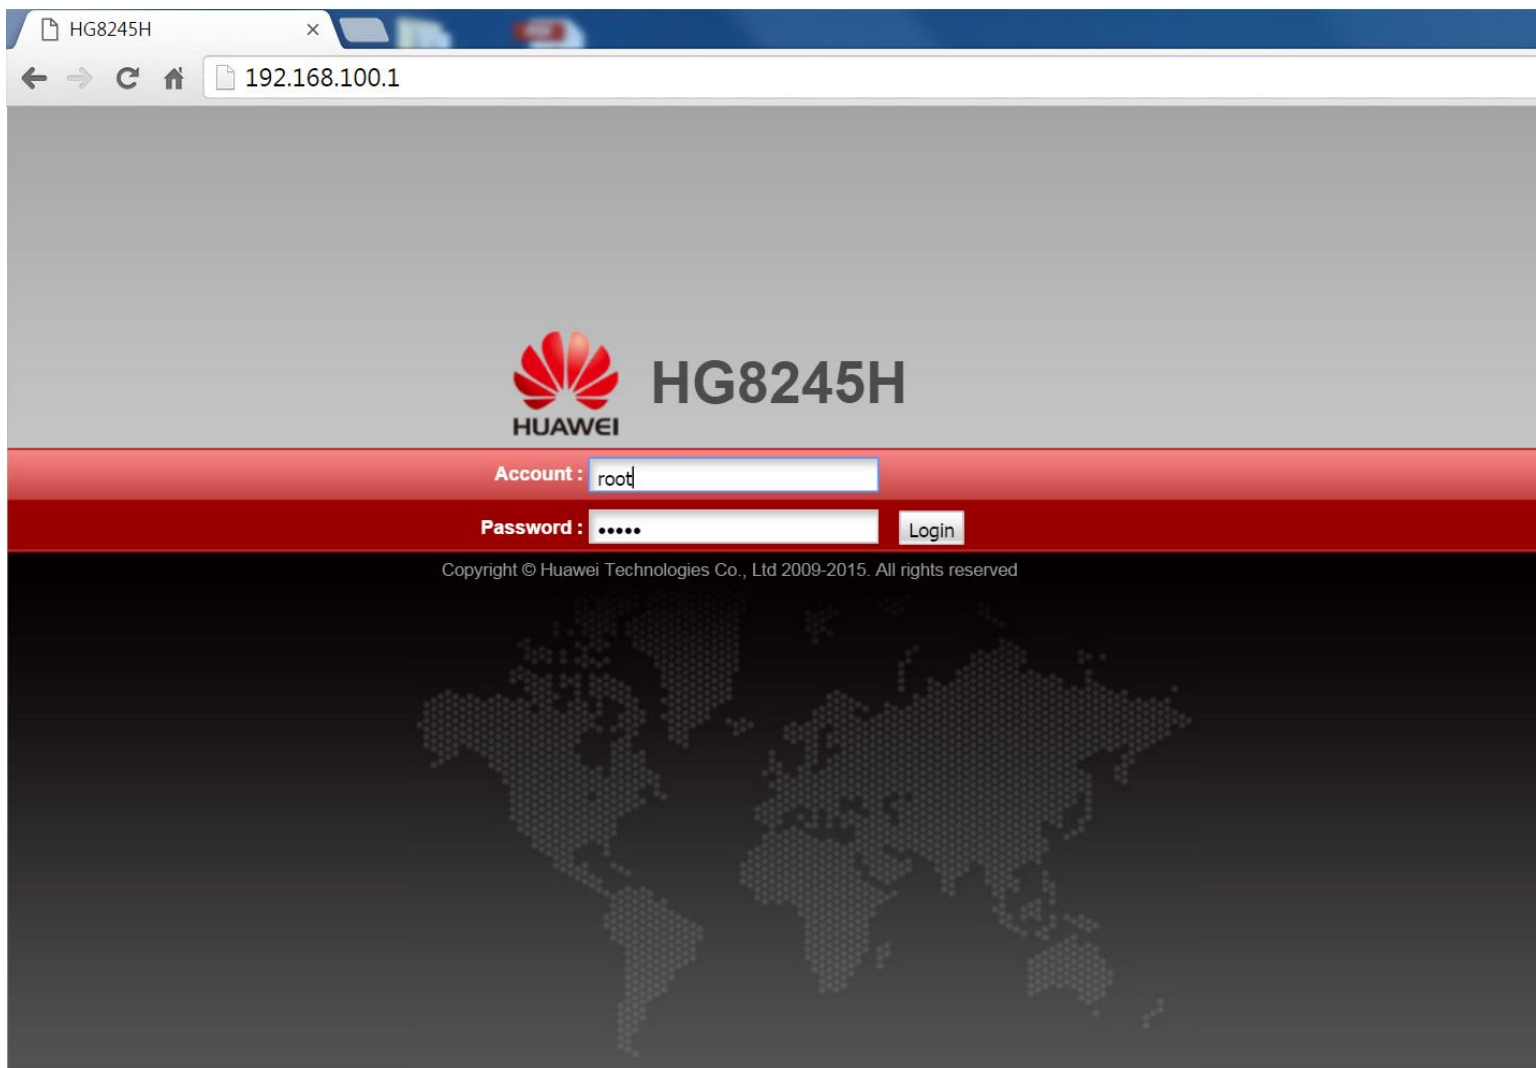 HG8245H
192.168.100.1
HUAWEI
HG8245H
Account :
root
Password :
•••••
Login
Copyright © Huawei Technologies Co., Ltd 2009-2015. All rights reserved